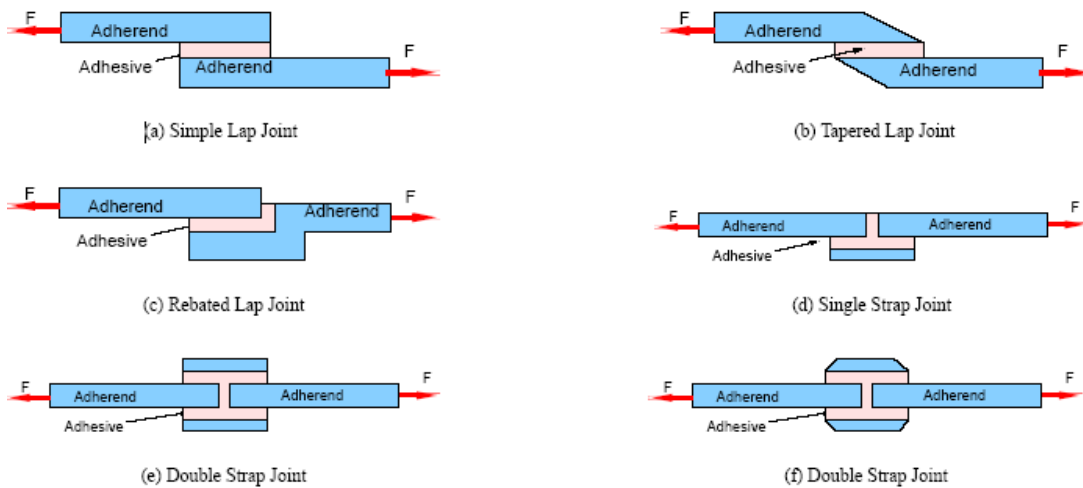 F
Adherend
F
Adhesive
Adherend
(a) Simple Lap Joint
F
Adherend
F
Adhesive
Adherend
(b) Tapered Lap Joint
F
Adherend
Adherend
F
Adhesive
(c) Rebated Lap Joint
F
Adherend
Adherend
F
Adhesive
(d) Single Strap Joint
F
Adherend
Adherend
F
Adhesive
(e) Double Strap Joint
F
Adherend
Adherend
F
Adhesive
(f) Double Strap Joint